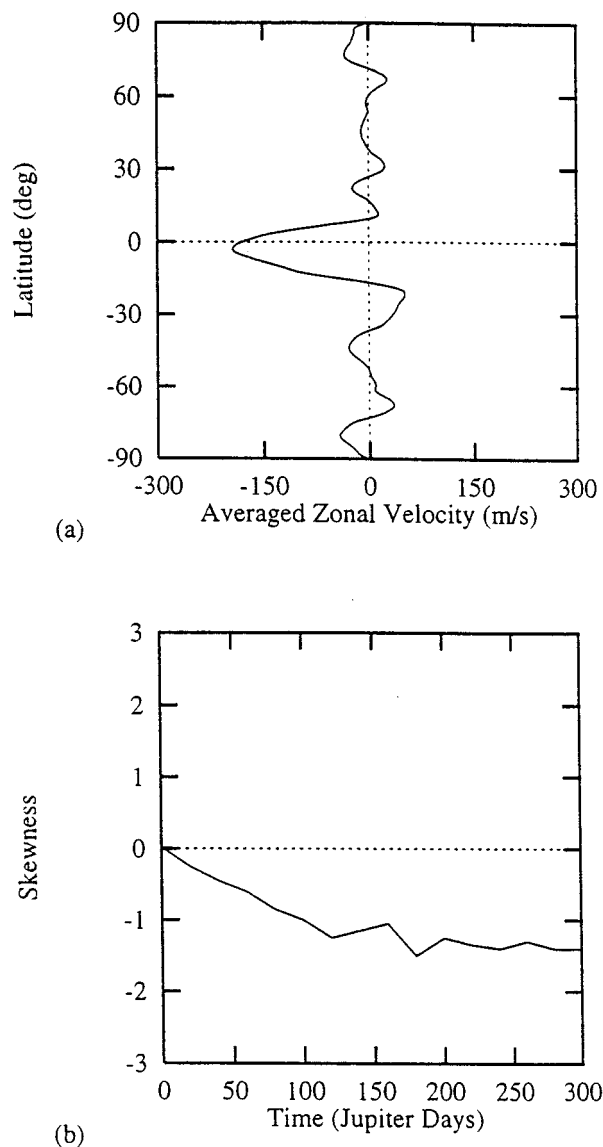 90
60
30
0
-30
-60
-90
Latitude (deg)
-300 -150 0 150 300
Averaged Zonal Velocity (m/s)
(a)
3
2
1
0
-1
-2
-3
Skewness
0 50 100 150 200 250 300
Time (Jupiter Days)
(b)